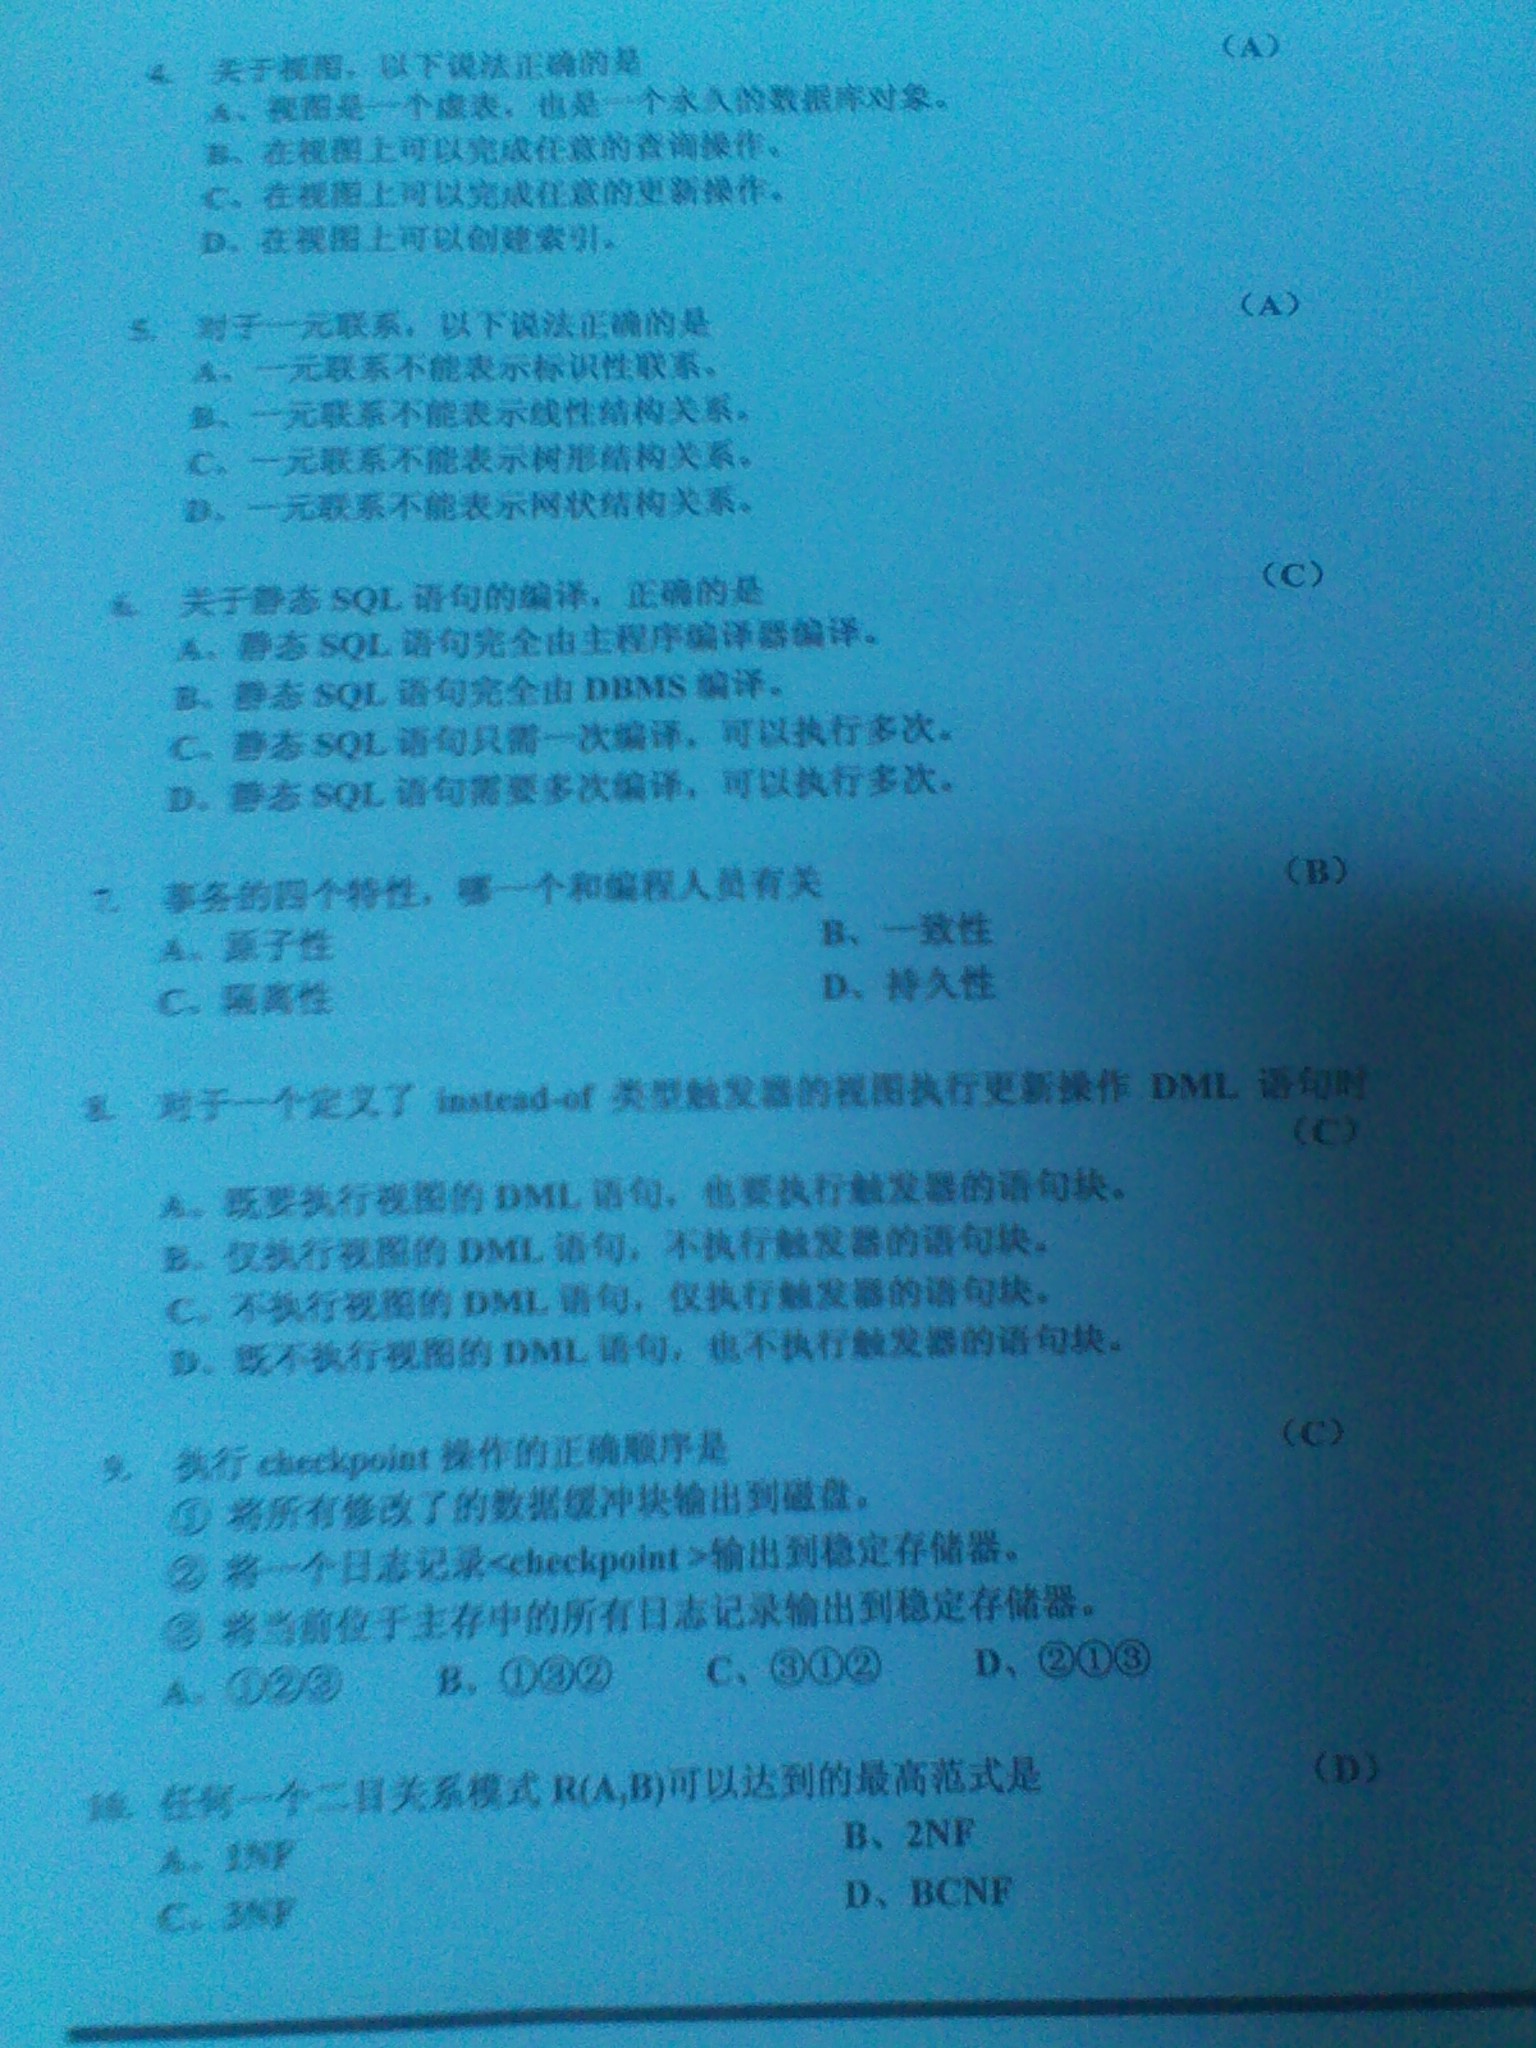 4. 关于视图，以下说法正确的是 （A）
A、视图是一个虚表，也是一个永久的数据库对象。
B、在视图上可以完成任意的查询操作。
C、在视图上可以完成任意的更新操作。
D、在视图上可以创建索引。
5. 对于一元联系，以下说法正确的是 （A）
A、一元联系不能表示标识性联系。
B、一元联系不能表示线性结构关系。
C、一元联系不能表示树形结构关系。
D、一元联系不能表示网状结构关系。
6. 关于静态 SQL 语句的编译，正确的是 （C）
A、静态 SQL 语句完全由主程序编译器编译。
B、静态 SQL 语句完全由 DBMS 编译。
C、静态 SQL 语句只需一次编译，可以执行多次。
D、静态 SQL 语句需要多次编译，可以执行多次。
7. 事务的四个特性，哪一个和编程人员有关 （B）
A、原子性 B、一致性
C、隔离性 D、持久性
8. 对于一个定义了 instead-of 类型触发器的视图执行更新操作 DML 语句时
（C）
A、既要执行视图的 DML 语句，也要执行触发器的语句块。
B、仅执行视图的 DML 语句，不执行触发器的语句块。
C、不执行视图的 DML 语句，仅执行触发器的语句块。
D、既不执行视图的 DML 语句，也不执行触发器的语句块。
9. 执行 checkpoint 操作的正确顺序是 （C）
① 将所有修改了的数据缓冲块输出到磁盘。
② 将一个日志记录<checkpoint >输出到稳定存储器。
③ 将当前位于主存中的所有日志记录输出到稳定存储器。
A、①②③ B、①③② C、③①② D、②①③
10. 任何一个二目关系模式 R(A,B)可以达到的最高范式是 （D）
A、1NF B、2NF
C、3NF D、BCNF